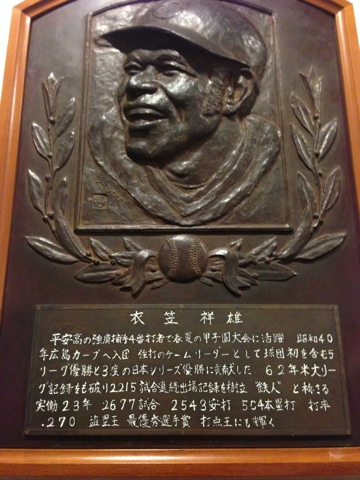 衣笠祥雄
平安高の強肩捕手4番打者で春夏の甲子園大会に活躍 昭和40
年広島カープへ入団 強打のチームリーダーとして球団初を含む5
リーグ優勝と3度の日本シリーズ優勝に貢献した 62年米大リー
グ記録をも破り2215試合連続出場記録を樹立 "鉄人"と称さる
実働23年 2677試合 2543安打 504本塁打 打率
.270 盗塁王 最優秀選手賞 打点王にも輝く